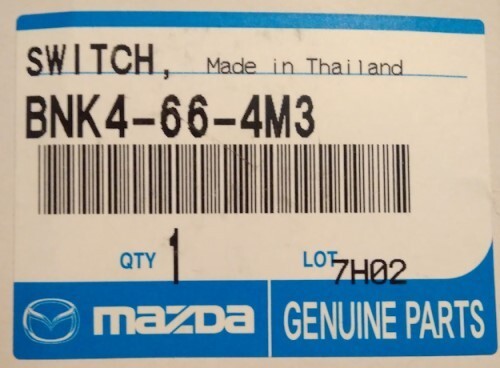 SWITCH, Made in Thailand
BNK4-66-4M3
QTY 1 LOT 7H02
mazda GENUINE PARTS